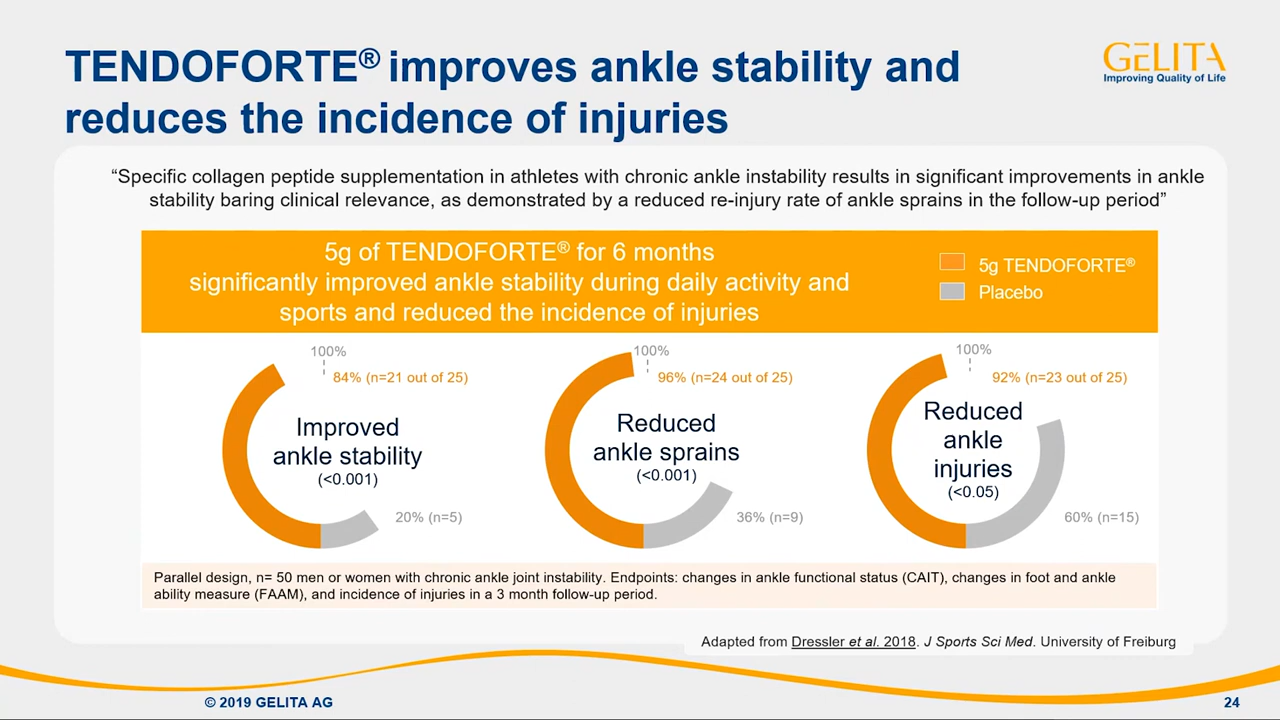 TENDOFORTE® improves ankle stability and
reduces the incidence of injuries
GELITA
Improving Quality of Life
“Specific collagen peptide supplementation in athletes with chronic ankle instability results in significant improvements in ankle
stability baring clinical relevance, as demonstrated by a reduced re-injury rate of ankle sprains in the follow-up period”
5g of TENDOFORTE® for 6 months
significantly improved ankle stability during daily activity and
sports and reduced the incidence of injuries
5g TENDOFORTE®
Placebo
100%
84% (n=21 out of 25)
Improved
ankle stability
(<0.001)
20% (n=5)
100%
96% (n=24 out of 25)
Reduced
ankle sprains
(<0.001)
36% (n=9)
100%
92% (n=23 out of 25)
Reduced
ankle
injuries
(<0.05)
60% (n=15)
Parallel design, n= 50 men or women with chronic ankle joint instability. Endpoints: changes in ankle functional status (CAIT), changes in foot and ankle
ability measure (FAAM), and incidence of injuries in a 3 month follow-up period.
Adapted from Dressler et al. 2018. J Sports Sci Med. University of Freiburg
© 2019 GELITA AG
24